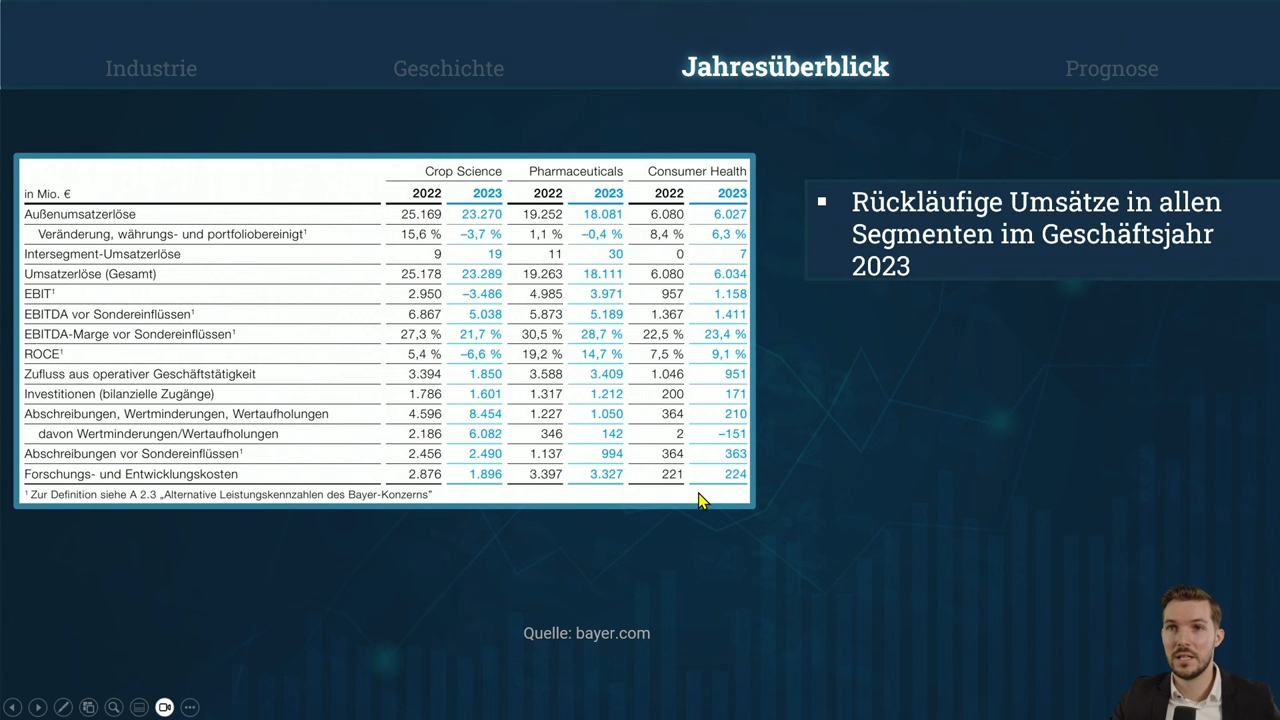 Industrie Geschichte Jahresüberblick Prognose
Crop Science Pharmaceuticals Consumer Health
in Mio. € 2022 2023 2022 2023 2022 2023
Außenumsatzerlöse 25.169 23.270 19.252 18.081 6.080 6.027
Veränderung, währungs- und portfoliobereinigt¹ 15,6 % –3,7 % 1,1 % –0,4 % 8,4 % 6,3 %
Intersegment-Umsatzerlöse 9 19 11 30 0 7
Umsatzerlöse (Gesamt) 25.178 23.289 19.263 18.111 6.080 6.034
EBIT¹ 2.950 –3.486 4.985 3.971 957 1.158
EBITDA vor Sondereinflüssen¹ 6.867 5.038 5.873 5.189 1.367 1.411
EBITDA-Marge vor Sondereinflüssen¹ 27,3 % 21,7 % 30,5 % 28,7 % 22,5 % 23,4 %
ROCE¹ 5,4 % –6,6 % 19,2 % 14,7 % 7,5 % 9,1 %
Zufluss aus operativer Geschäftstätigkeit 3.394 1.850 3.588 3.409 1.046 951
Investitionen (bilanzielle Zugänge) 1.786 1.601 1.317 1.212 200 171
Abschreibungen, Wertminderungen, Wertaufholungen 4.596 8.454 1.227 1.050 364 210
davon Wertminderungen/Wertaufholungen 2.186 6.082 346 142 2 –151
Abschreibungen vor Sondereinflüssen¹ 2.456 2.490 1.137 994 364 363
Forschungs- und Entwicklungskosten 2.876 1.896 3.397 3.327 221 224
¹ Zur Definition siehe A 2.3 „Alternative Leistungskennzahlen des Bayer-Konzerns"
▪ Rückläufige Umsätze in allen
Segmenten im Geschäftsjahr
2023
Quelle: bayer.com